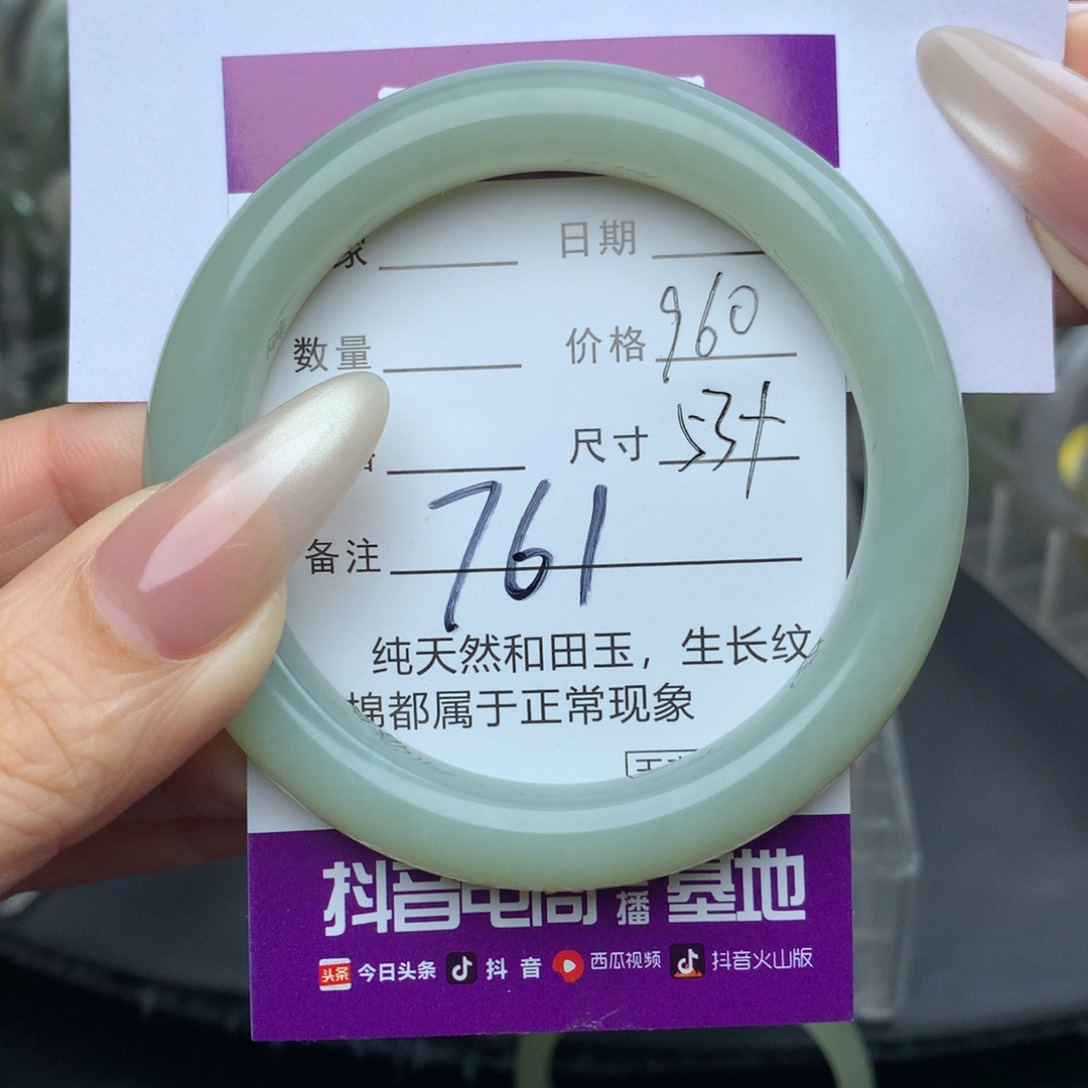 日期
数量 价格 960
尺寸 53+
备注 761
纯天然和田玉，生长纹
棉都属于正常现象
抖音电商 播 基地
头条 今日头条 抖音 西瓜视频 抖音火山版